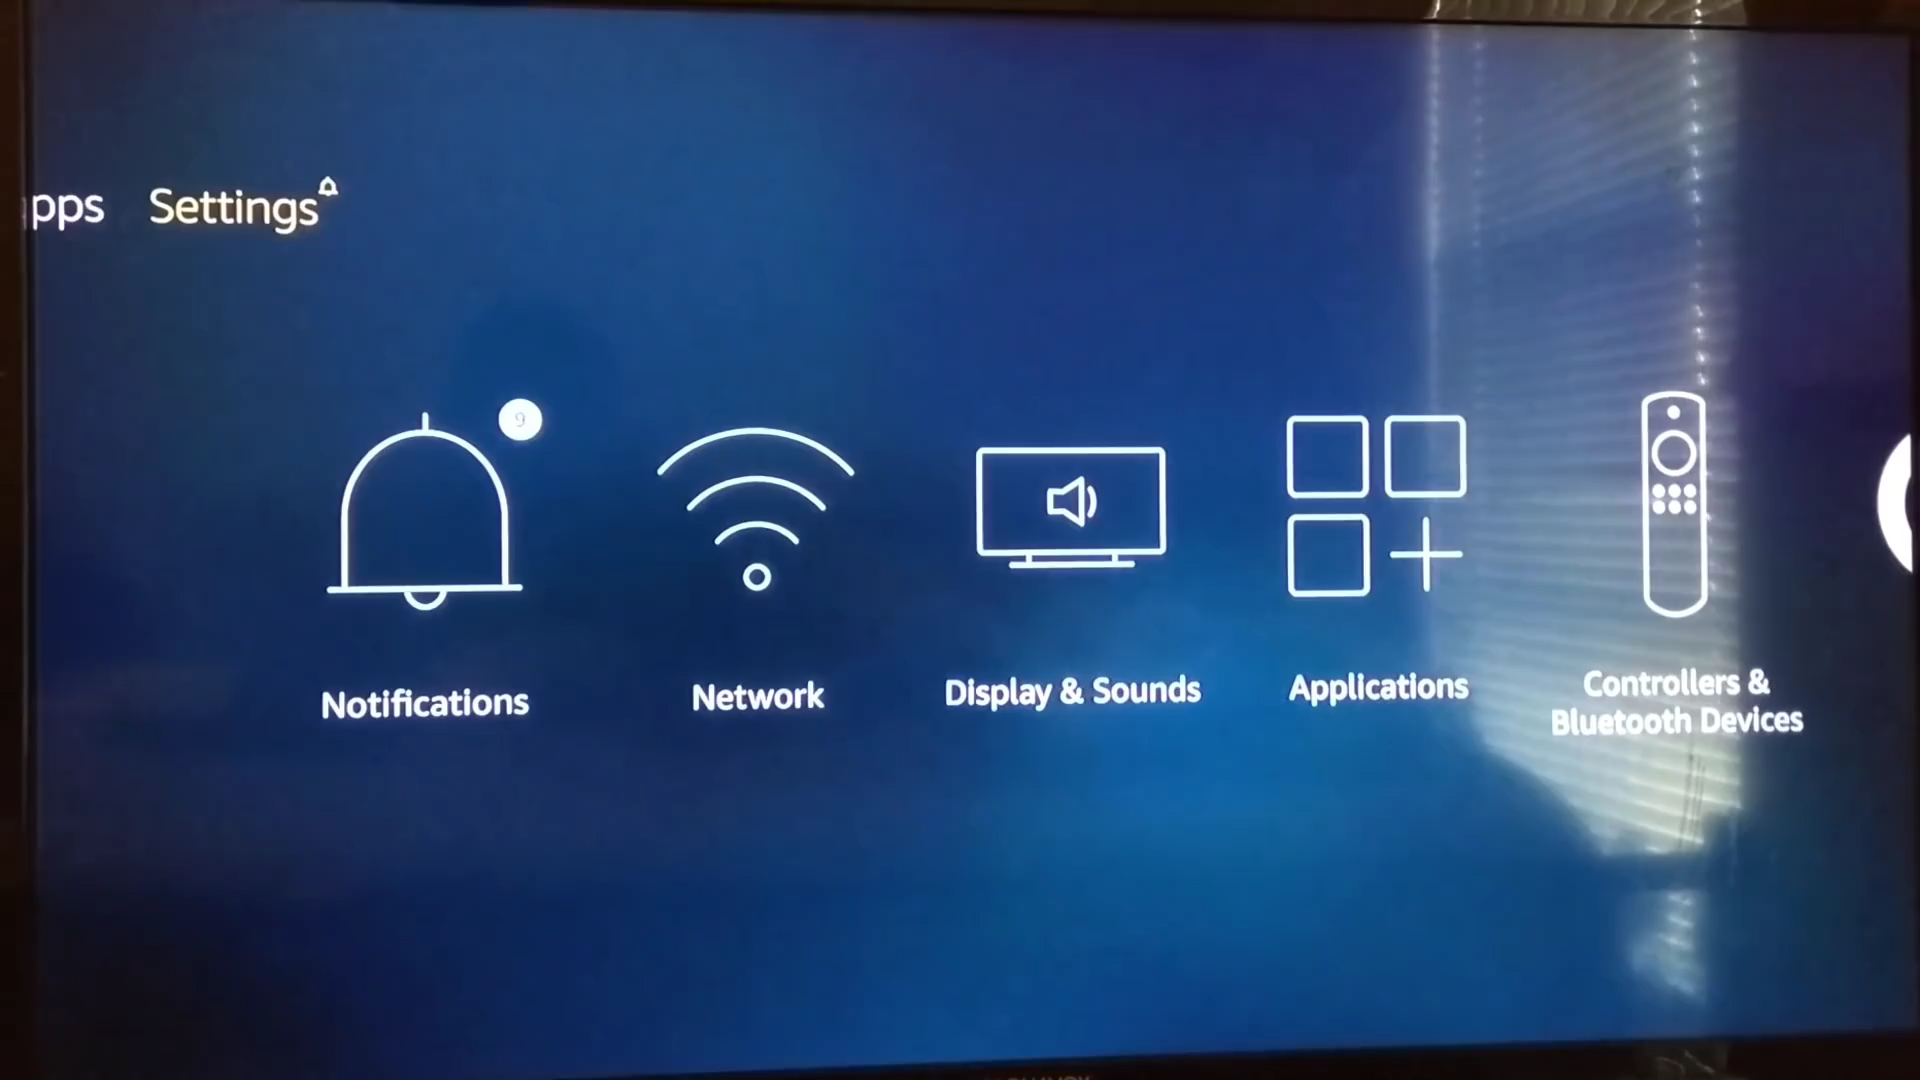 pps Settings
9
Notifications
Network
Display & Sounds
Applications
Controllers &
Bluetooth Devices